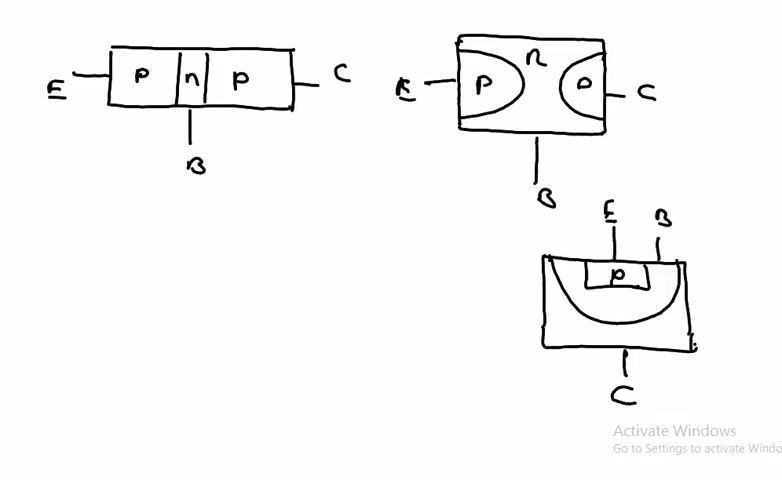 E p n p C
B
E p n p C
B
E B
p
C
Activate Windows
Go to Settings to activate Windo